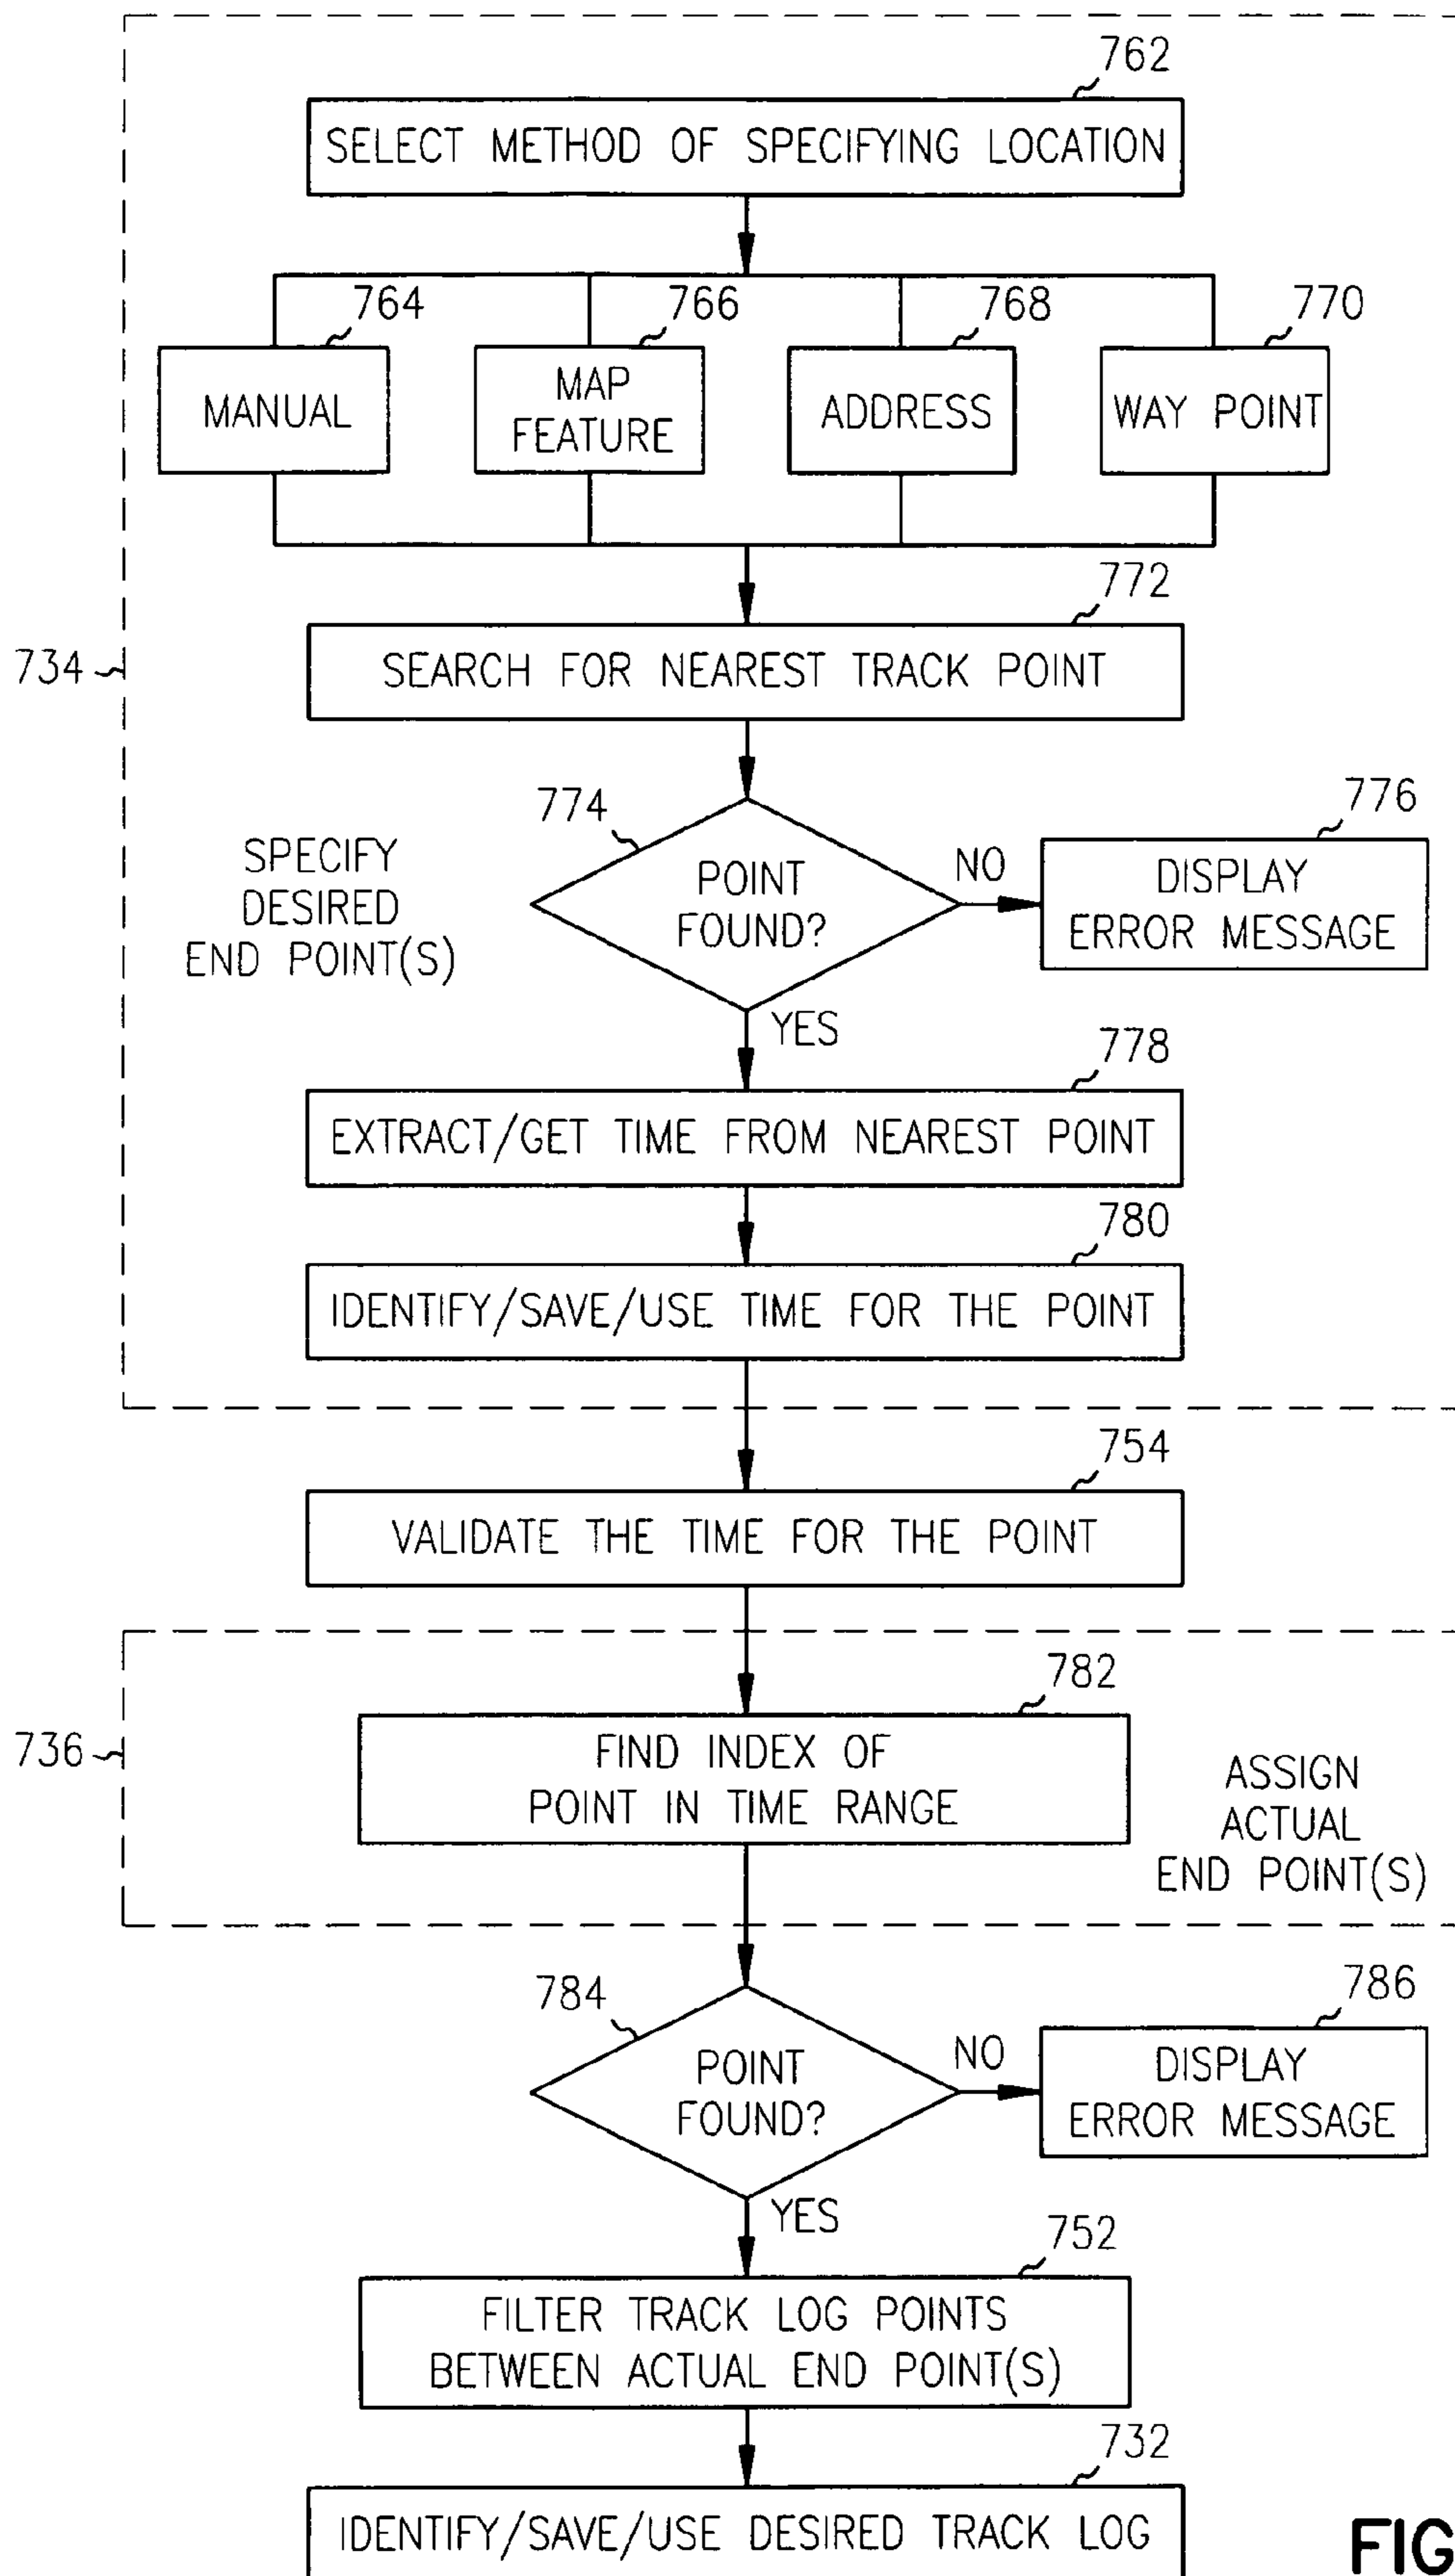 762
SELECT METHOD OF SPECIFYING LOCATION
764
766
768
770
MANUAL
MAP
FEATURE
ADDRESS
WAY POINT
772
734
SEARCH FOR NEAREST TRACK POINT
774
776
SPECIFY
DESIRED
END POINT(S)
POINT
FOUND?
NO
DISPLAY
ERROR MESSAGE
YES
778
EXTRACT/GET TIME FROM NEAREST POINT
780
IDENTIFY/SAVE/USE TIME FOR THE POINT
754
VALIDATE THE TIME FOR THE POINT
782
736
FIND INDEX OF
POINT IN TIME RANGE
ASSIGN
ACTUAL
END POINT(S)
784
786
POINT
FOUND?
NO
DISPLAY
ERROR MESSAGE
YES
752
FILTER TRACK LOG POINTS
BETWEEN ACTUAL END POINT(S)
732
IDENTIFY/SAVE/USE DESIRED TRACK LOG
FIG